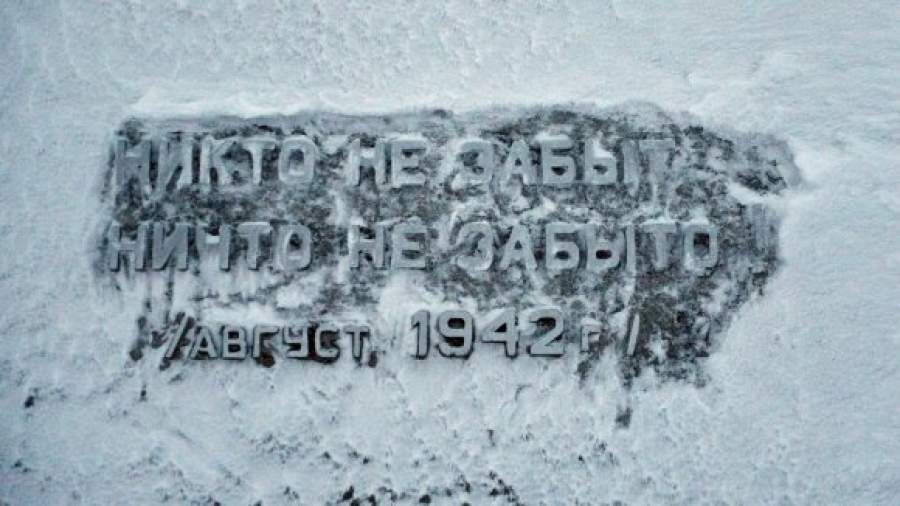 НИКТО НЕ ЗАБЫТ
НИЧТО НЕ ЗАБЫТО
/АВГУСТ 1942 г/